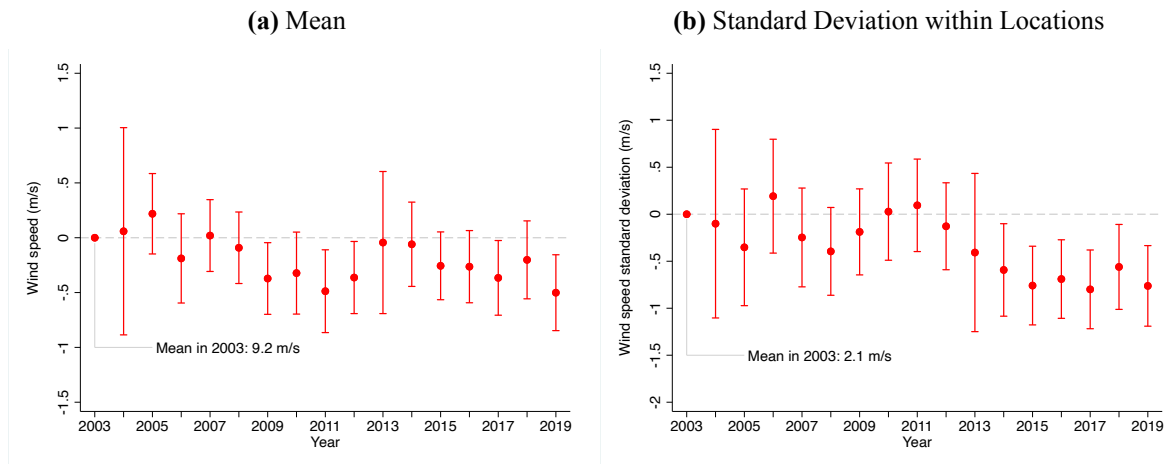 (a) Mean
Wind speed (m/s)
1.5
1
.5
0
-.5
-1
-1.5
Mean in 2003: 9.2 m/s
2003 2005 2007 2009 2011 2013 2015 2017 2019
Year
(b) Standard Deviation within Locations
Wind speed standard deviation (m/s)
1.5
1
.5
0
-.5
-1
-1.5
-2
Mean in 2003: 2.1 m/s
2003 2005 2007 2009 2011 2013 2015 2017 2019
Year